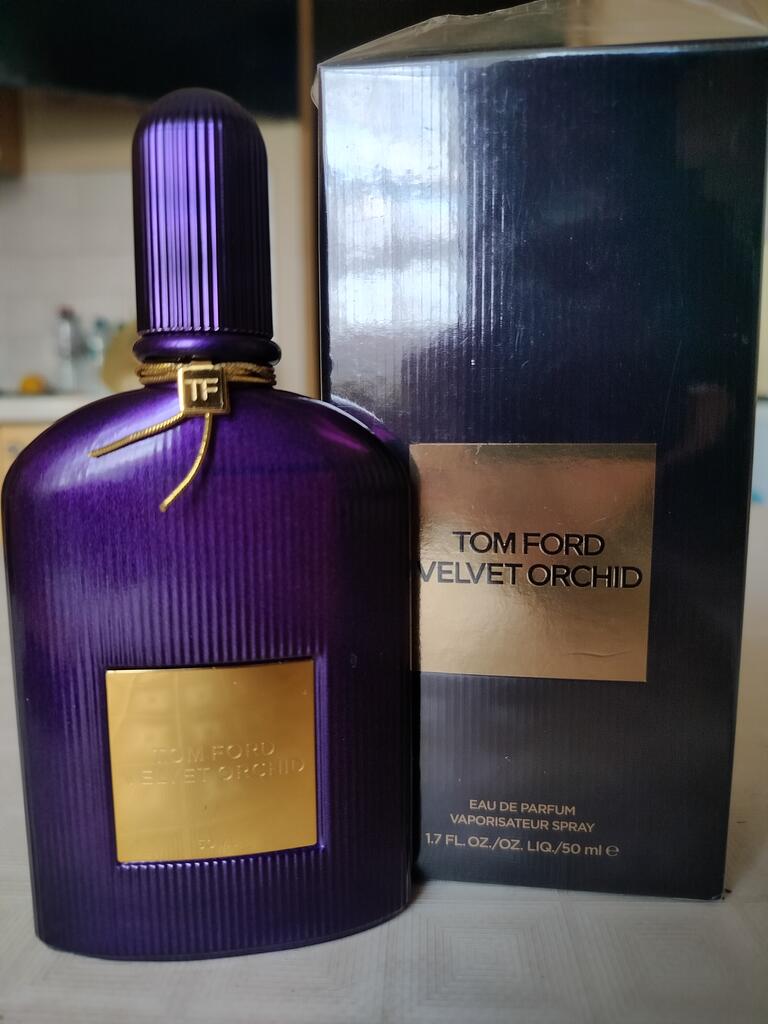 TF
TOM FORD
VELVET ORCHID
TOM FORD
VELVET ORCHID
EAU DE PARFUM
VAPORISATEUR SPRAY
1.7 FL. OZ./OZ. LIQ./50 ml ℮